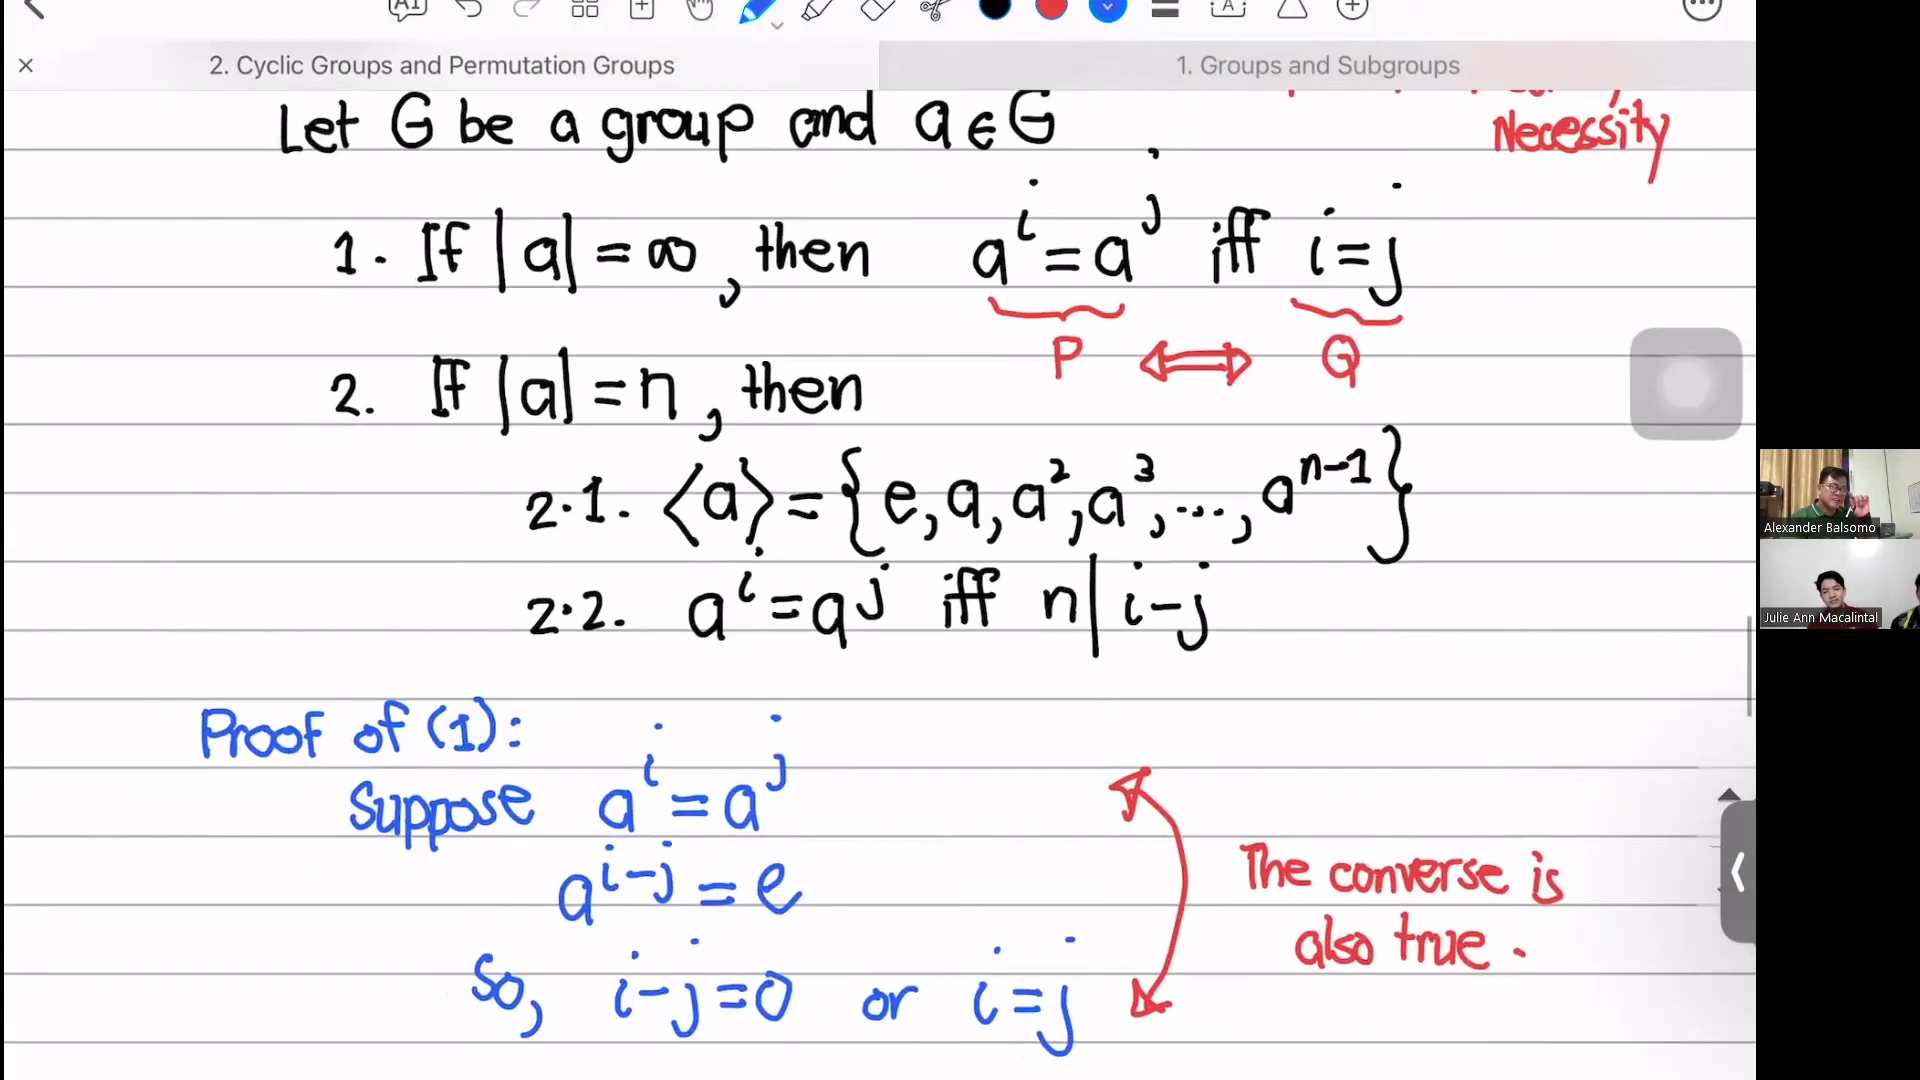 2. Cyclic Groups and Permutation Groups
1. Groups and Subgroups
Let G be a group and a ∈ G,
Necessity
1. If |a| = ∞, then a^i = a^j iff i = j
P ⟺ Q
2. If |a| = n, then
2.1. ⟨a⟩ = {e, a, a², a³, ..., a^{n-1}}
2.2. a^i = a^j iff n | i-j
Proof of (1):
Suppose a^i = a^j
a^{i-j} = e
So, i-j = 0 or i = j
The converse is
also true.
Alexander Balsomo
Julie Ann Macalintal